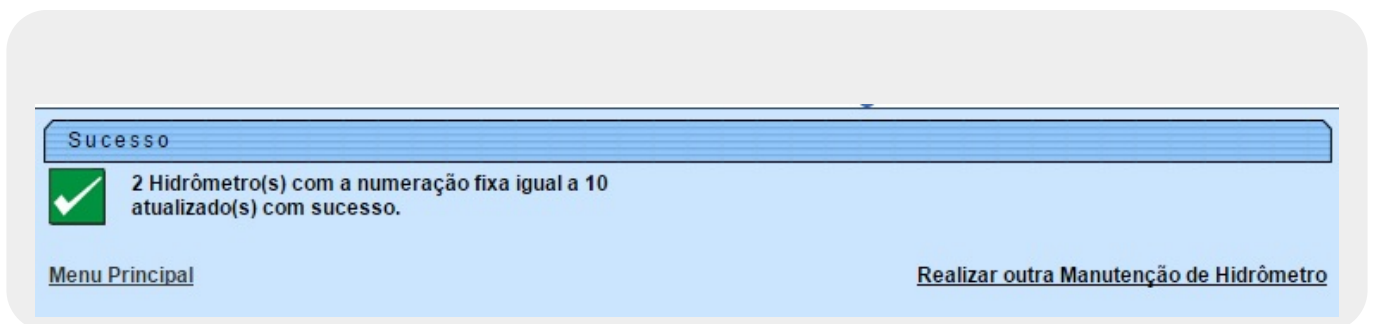 Sucesso
2 Hidrômetro(s) com a numeração fixa igual a 10
atualizado(s) com sucesso.
Menu Principal
Realizar outra Manutenção de Hidrômetro